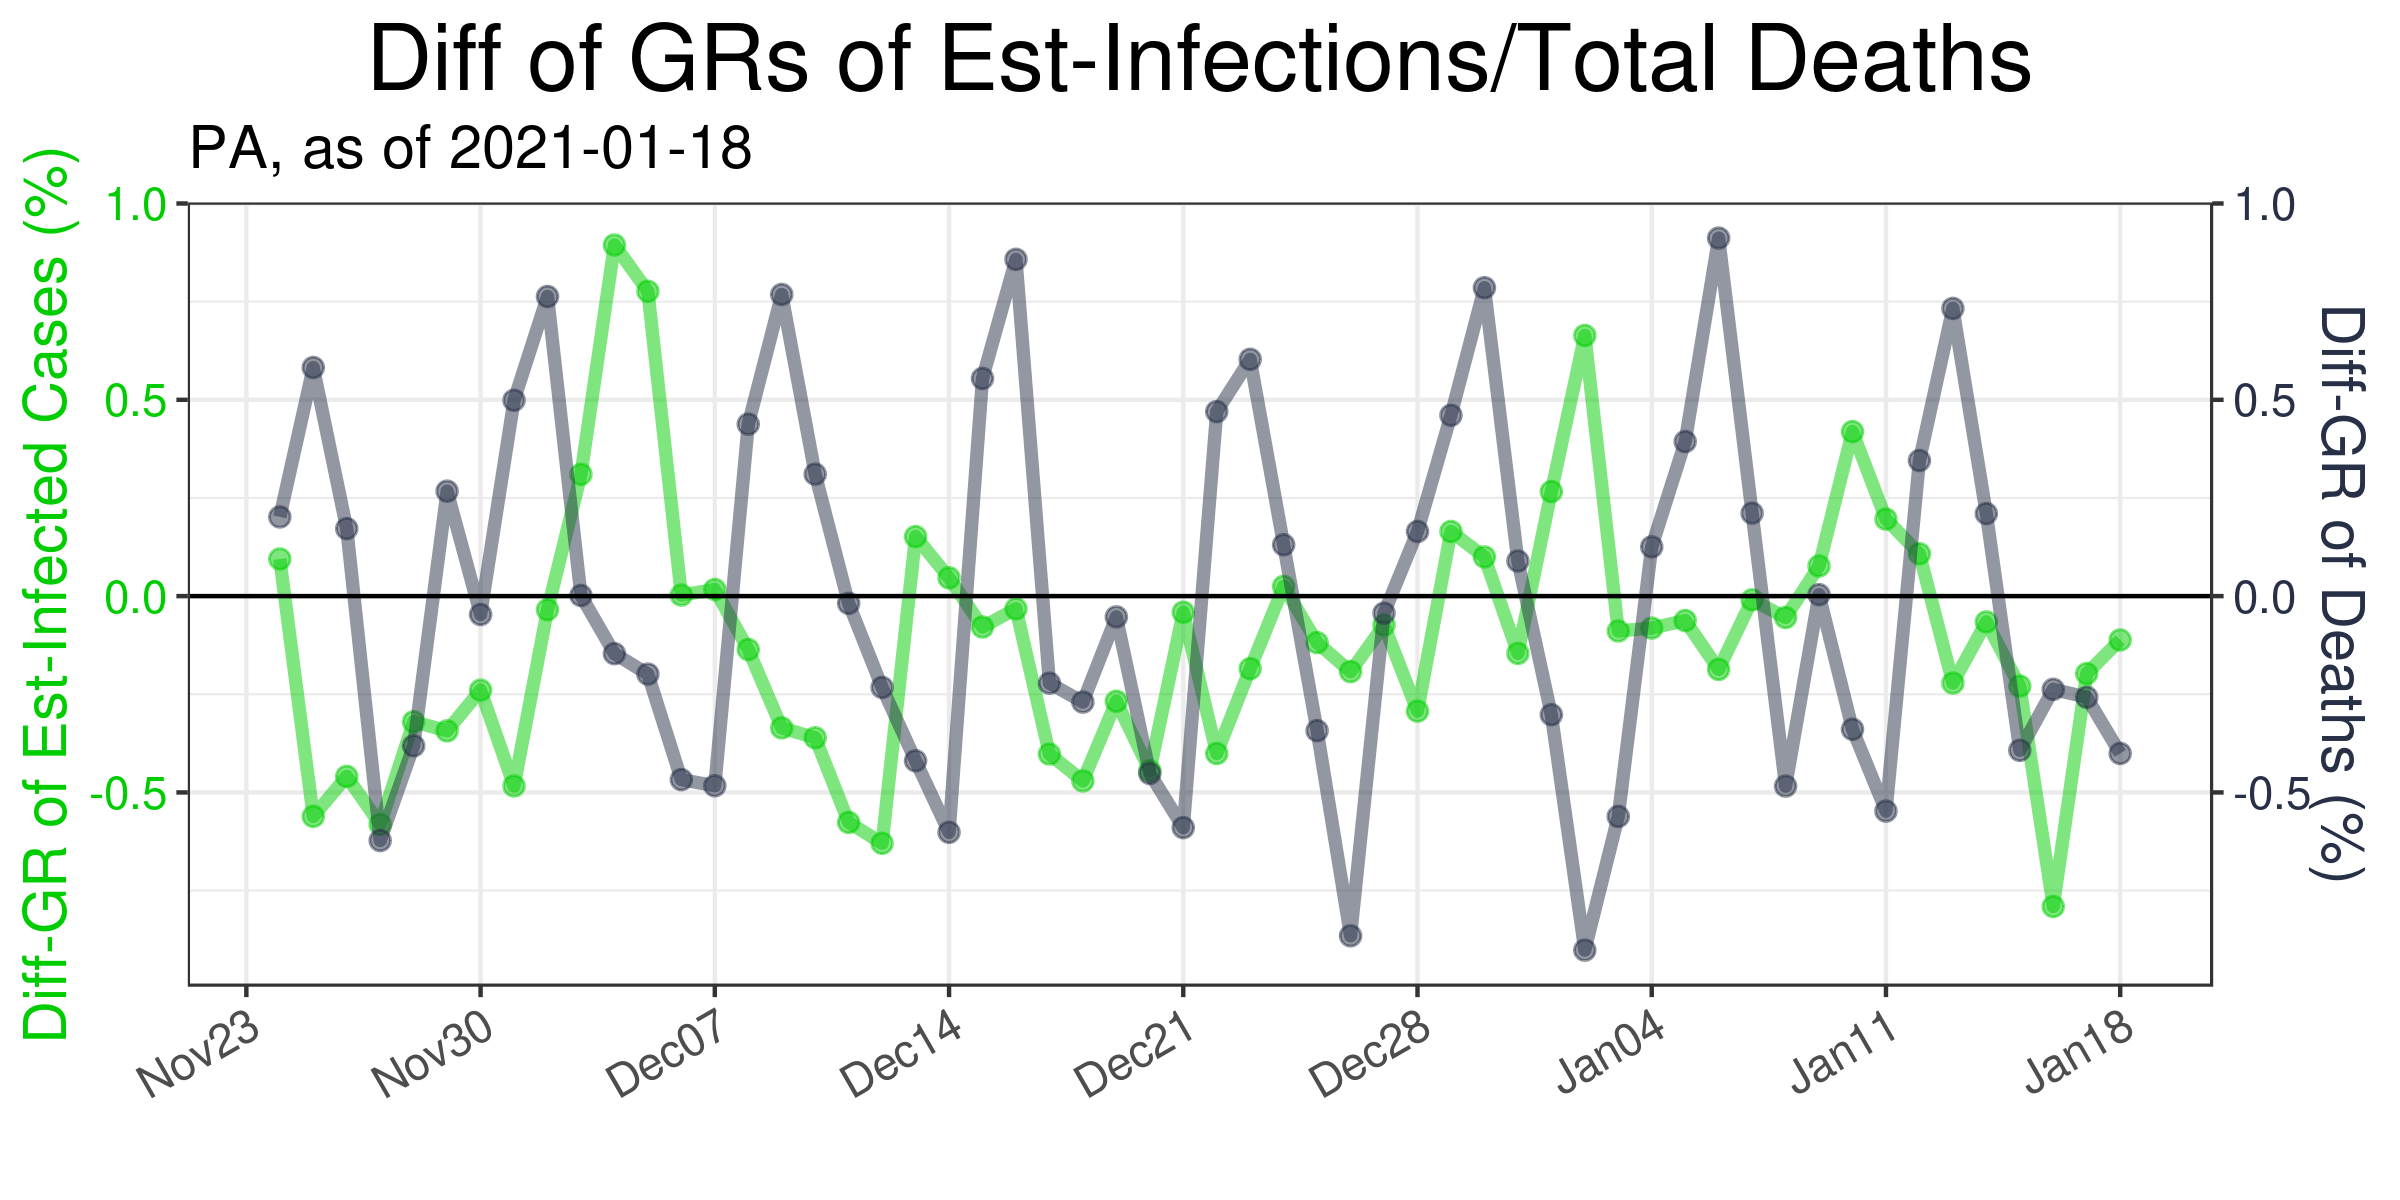 Diff of GRs of Est-Infections/Total Deaths
PA, as of 2021-01-18
Diff-GR of Est-Infected Cases (%)
1.0
0.5
0.0
-0.5
1.0
0.5
0.0
-0.5
Diff-GR of Deaths (%)
Nov23
Nov30
Dec07
Dec14
Dec21
Dec28
Jan04
Jan11
Jan18